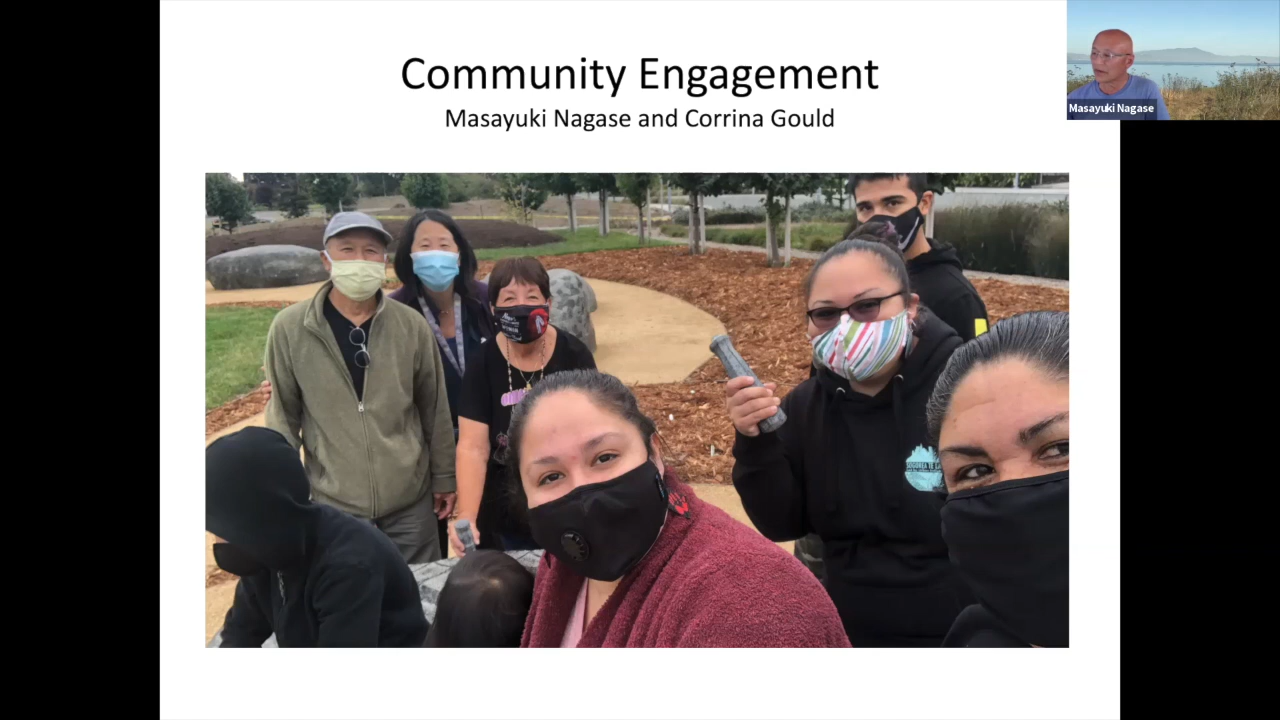 Community Engagement
Masayuki Nagase and Corrina Gould
Masayuki Nagase